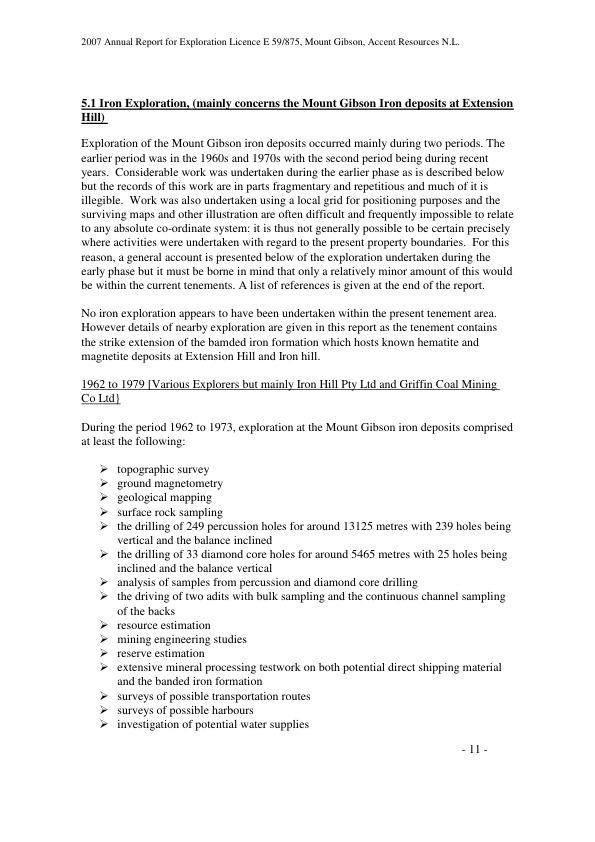 2007 Annual Report for Exploration Licence E 59/875, Mount Gibson, Accent Resources N.L.
5.1 Iron Exploration, (mainly concerns the Mount Gibson Iron deposits at Extension
Hill)
Exploration of the Mount Gibson iron deposits occurred mainly during two periods. The
earlier period was in the 1960s and 1970s with the second period being during recent
years.  Considerable work was undertaken during the earlier phase as is described below
but the records of this work are in parts fragmentary and repetitious and much of it is
illegible.  Work was also undertaken using a local grid for positioning purposes and the
surviving maps and other illustration are often difficult and frequently impossible to relate
to any absolute co-ordinate system: it is thus not generally possible to be certain precisely
where activities were undertaken with regard to the present property boundaries.  For this
reason, a general account is presented below of the exploration undertaken during the
early phase but it must be borne in mind that only a relatively minor amount of this would
be within the current tenements. A list of references is given at the end of the report.
No iron exploration appears to have been undertaken within the present tenement area.
However details of nearby exploration are given in this report as the tenement contains
the strike extension of the bamded iron formation which hosts known hematite and
magnetite deposits at Extension Hill and Iron hill.
1962 to 1979 [Various Explorers but mainly Iron Hill Pty Ltd and Griffin Coal Mining
Co Ltd}
During the period 1962 to 1973, exploration at the Mount Gibson iron deposits comprised
at least the following:
➢ topographic survey
➢ ground magnetometry
➢ geological mapping
➢ surface rock sampling
➢ the drilling of 249 percussion holes for around 13125 metres with 239 holes being
vertical and the balance inclined
➢ the drilling of 33 diamond core holes for around 5465 metres with 25 holes being
inclined and the balance vertical
➢ analysis of samples from percussion and diamond core drilling
➢ the driving of two adits with bulk sampling and the continuous channel sampling
of the backs
➢ resource estimation
➢ mining engineering studies
➢ reserve estimation
➢ extensive mineral processing testwork on both potential direct shipping material
and the banded iron formation
➢ surveys of possible transportation routes
➢ surveys of possible harbours
➢ investigation of potential water supplies
- 11 -